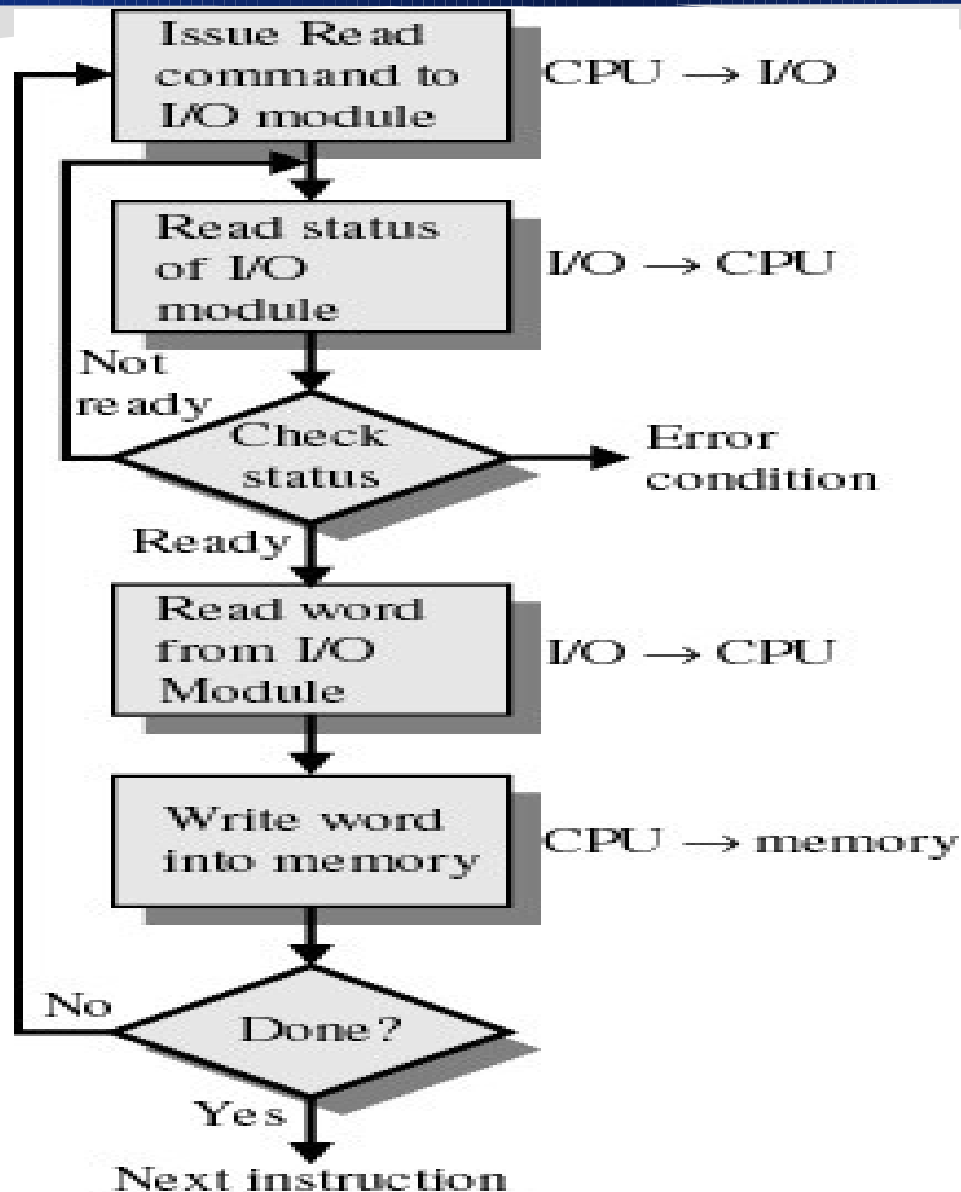 Issue Read
command to
I/O module
CPU → I/O
Read status
of I/O
module
I/O → CPU
Not
ready
Check
status
Error
condition
Ready
Read word
from I/O
Module
I/O → CPU
Write word
into memory
CPU → memory
No
Done?
Yes
Next instruction